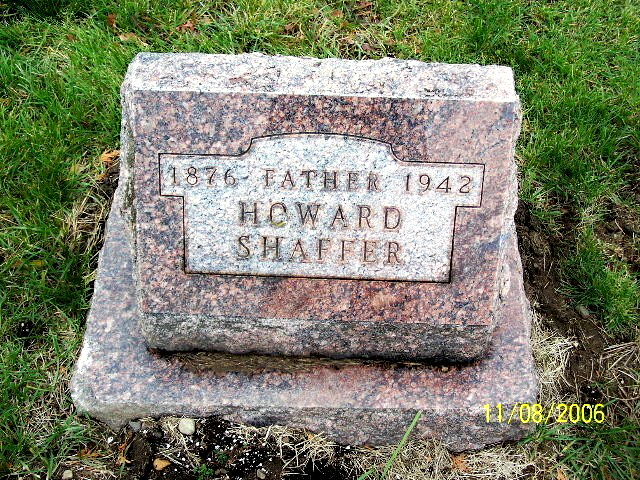 1876 FATHER 1942
HOWARD
SHAFFER
11/08/2006